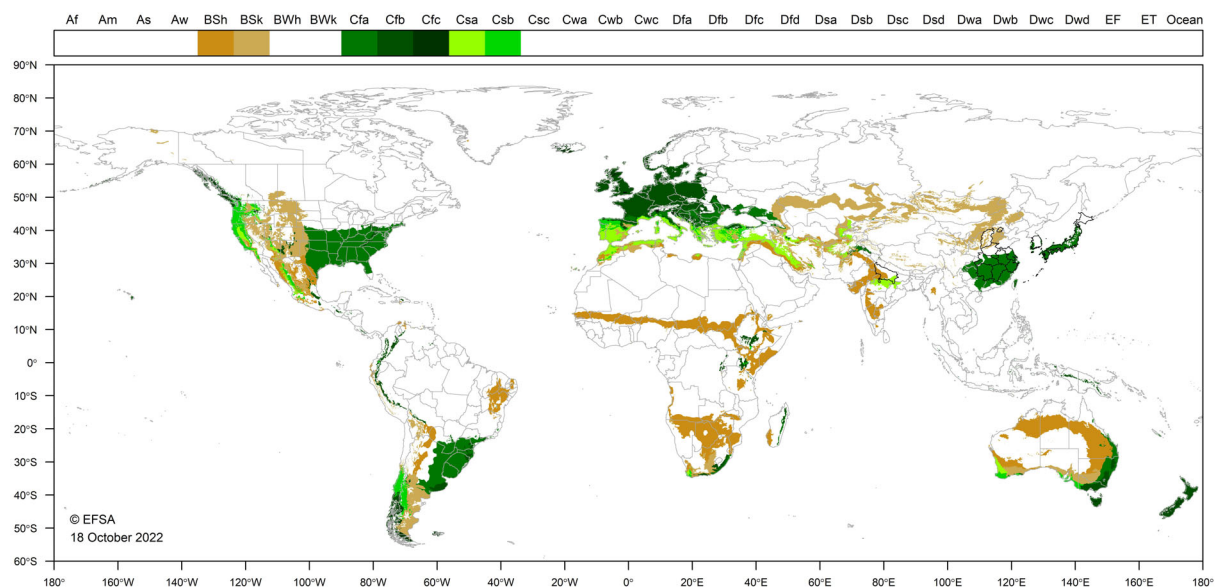 Af Am As Aw BSh BSk BWh BWk Cfa Cfb Cfc Csa Csb Csc Cwa Cwb Cwc Dfa Dfb Dfc Dfd Dsa Dsb Dsc Dsd Dwa Dwb Dwc Dwd EF ET Ocean
90°N
80°N
70°N
60°N
50°N
40°N
30°N
20°N
10°N
0°
10°S
20°S
30°S
40°S
50°S
60°S
© EFSA
18 October 2022
180° 160°W 140°W 120°W 100°W 80°W 60°W 40°W 20°W 0° 20°E 40°E 60°E 80°E 100°E 120°E 140°E 160°E 180°